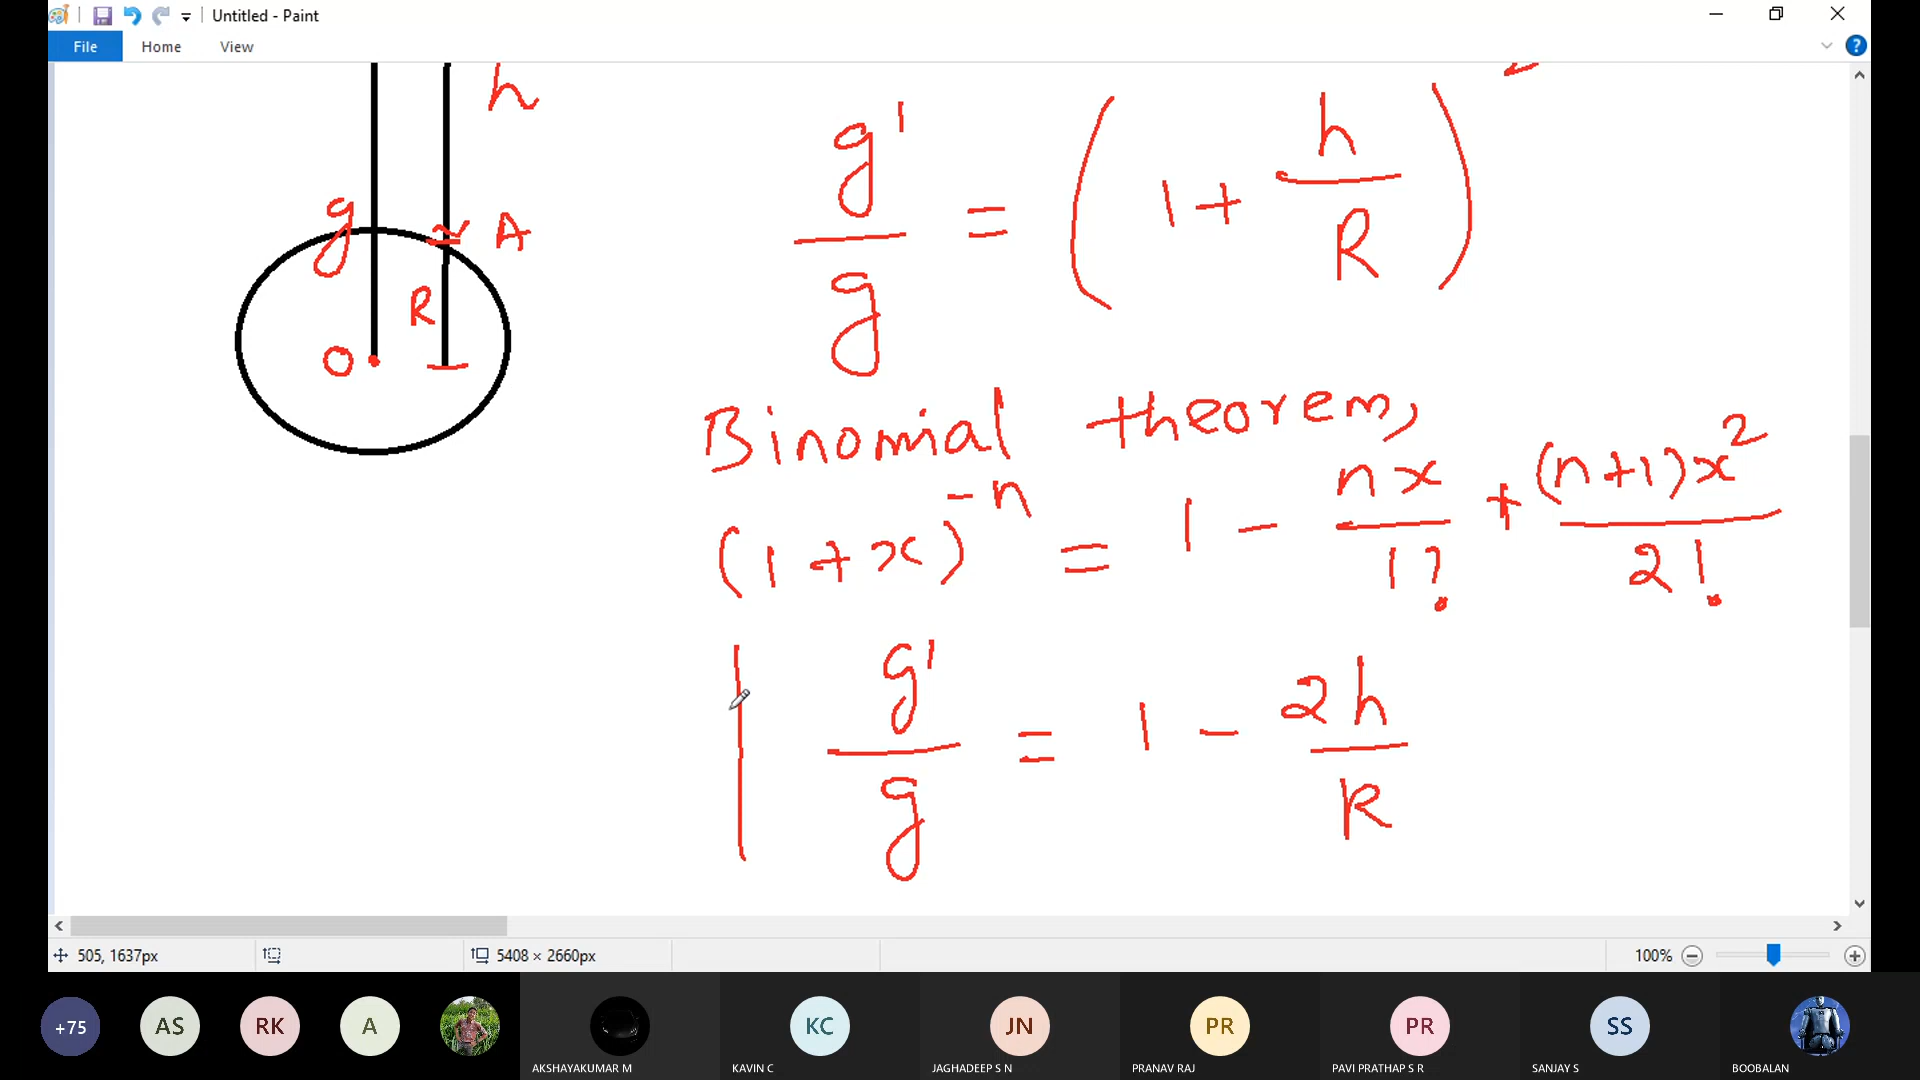 Untitled - Paint
File Home View
h
g'/g = (1 + h/R)
g
A
R
O
Binomial theorem,
(1+x)^-n = 1 - nx/1! + (n+1)x^2/2!
g'/g = 1 - 2h/R
505, 1637px
5408 × 2660px
100%
+75
AS
RK
A
KC
JN
PR
PR
SS
AKSHAYAKUMAR M
KAVIN C
JAGHADEEP S N
PRANAV RAJ
PAVI PRATHAP S R
SANJAY S
BOOBALAN